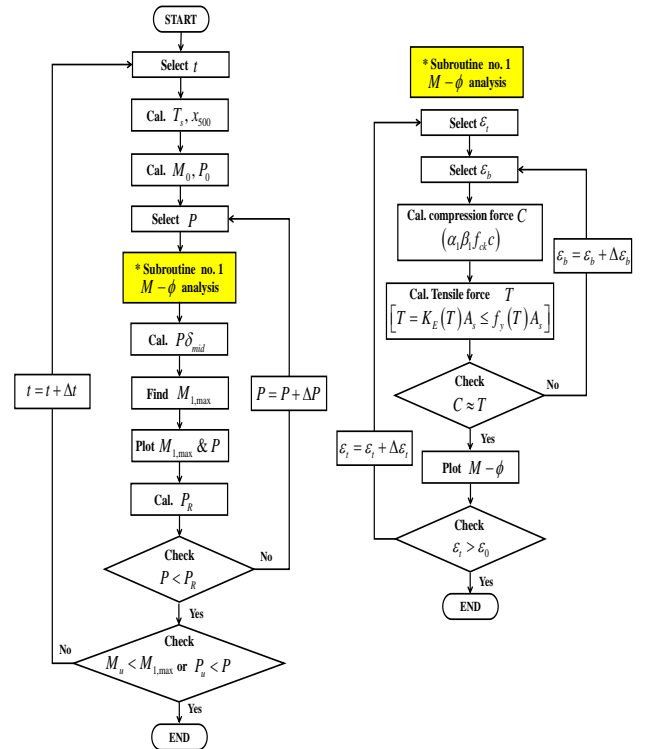 START
Select t
Cal. T_s, x_500
Cal. M_0, P_0
Select P
* Subroutine no. 1
M − ϕ analysis
Cal. Pδ_mid
Find M_1,max
Plot M_1,max & P
Cal. P_R
Check
P < P_R
No
Yes
Check
M_u < M_1,max or P_u < P
No
Yes
END
t = t + Δt
P = P + ΔP
* Subroutine no. 1
M − ϕ analysis
Select ε_t
Select ε_b
Cal. compression force C
(α_1 β_1 f_ck c)
Cal. Tensile force T
[T = K_E (T) A_s ≤ f_y (T) A_s]
Check
C ≈ T
No
Yes
Plot M − ϕ
Check
ε_t > ε_0
Yes
END
ε_t = ε_t + Δε_t
ε_b = ε_b + Δε_b